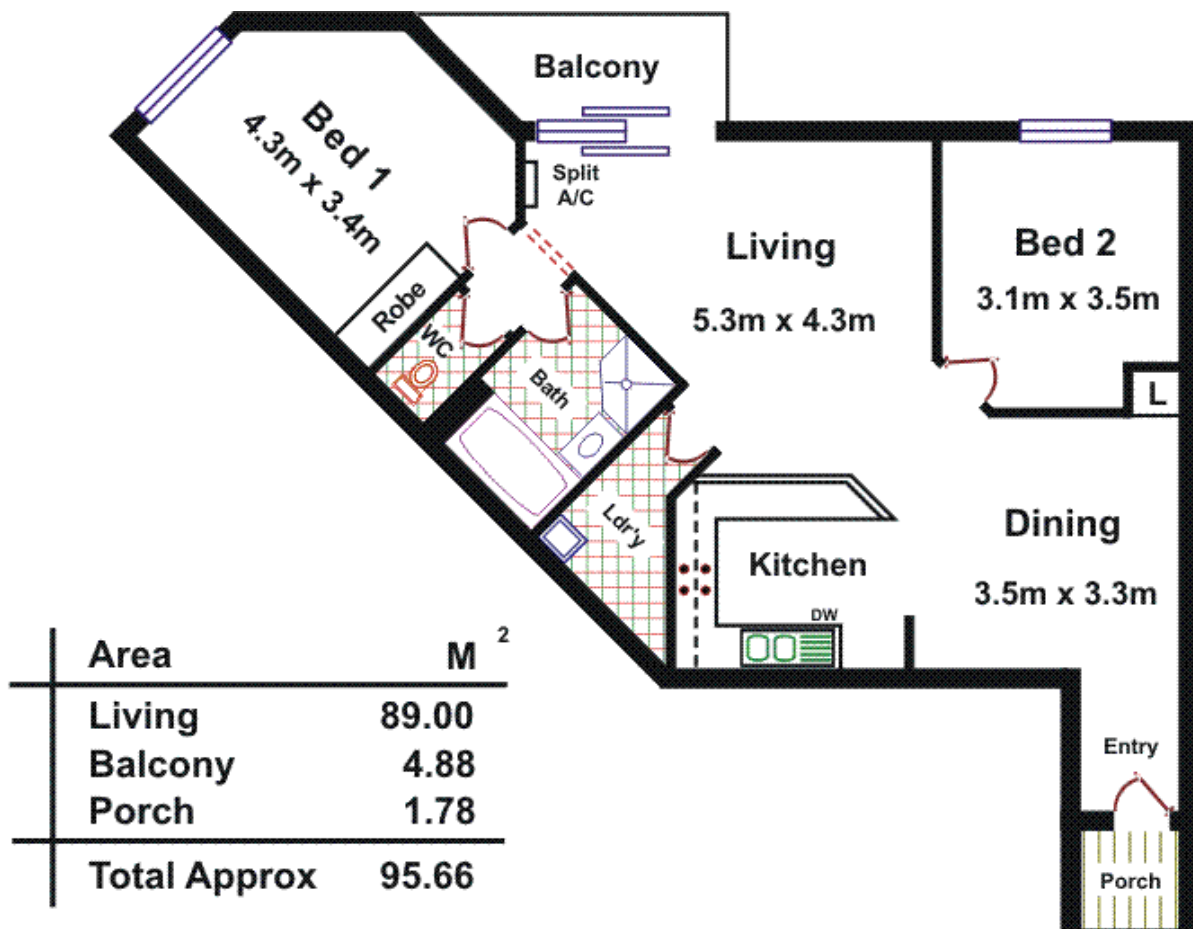 Balcony
Bed 1
4.3m x 3.4m
Split
A/C
Living
5.3m x 4.3m
Bed 2
3.1m x 3.5m
Robe
WC
Bath
L
Ldr'y
Kitchen
DW
Dining
3.5m x 3.3m
Entry
Porch
Area M 2
Living 89.00
Balcony 4.88
Porch 1.78
Total Approx 95.66